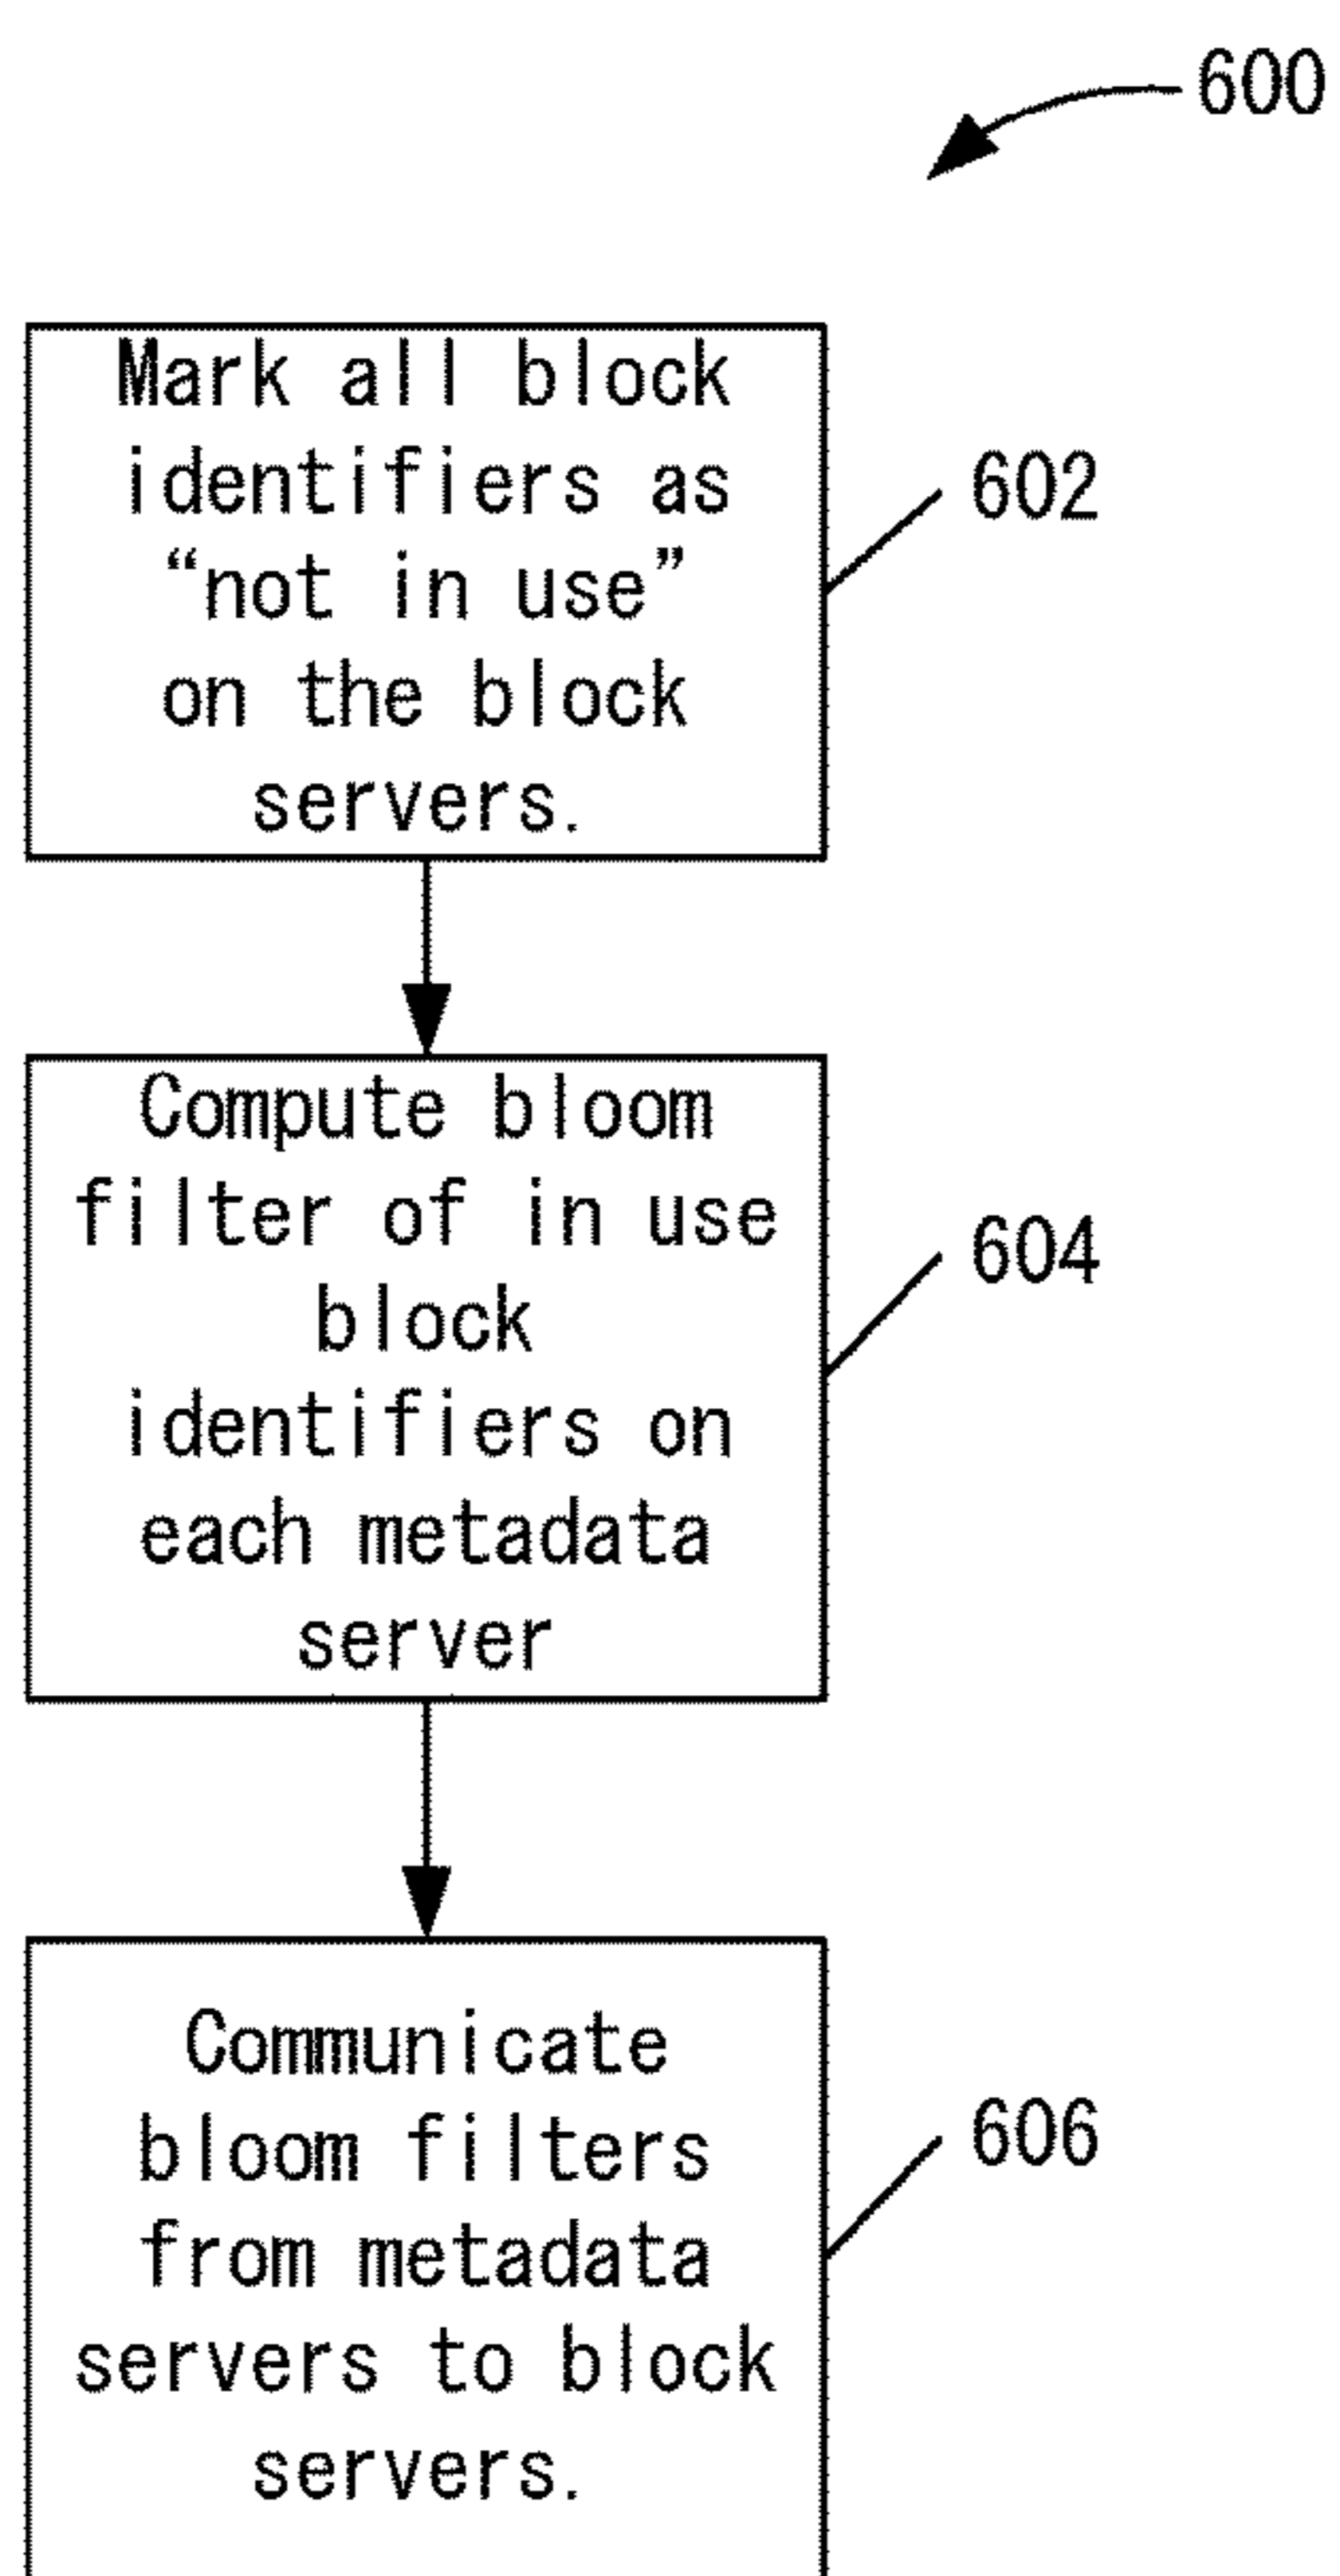 600
Mark all block
identifiers as
“not in use”
on the block
servers.
602
Compute bloom
filter of in use
block
identifiers on
each metadata
server
604
Communicate
bloom filters
from metadata
servers to block
servers.
606